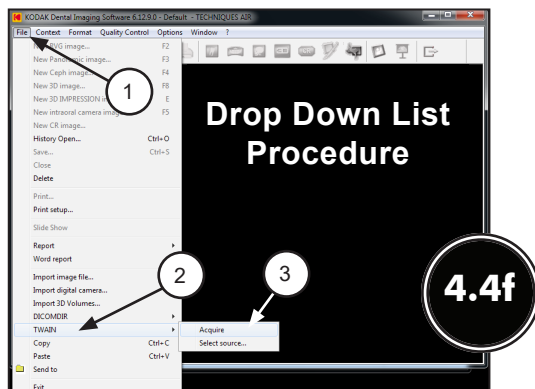 KODAK Dental Imaging Software 6.12.9.0 - Default - TECHNIQUES AIR
File Context Format Quality Control Options Window ?
New RVG image... F2
New Panoramic image... F3
New Ceph image... F4
New 3D image... F8
New 3D IMPRESSION E
New intraoral camera image... F5
New CR image...
History Open... Ctrl+O
Save... Ctrl+S
Close
Delete
Print...
Print setup...
Slide Show
Report
Word report
Import image file...
Import digital camera...
Import 3D Volumes...
DICOMDIR
TWAIN
Acquire
Select source...
Copy Ctrl+C
Paste Ctrl+V
Send to
Exit
1
Drop Down List
Procedure
2
3
4.4f